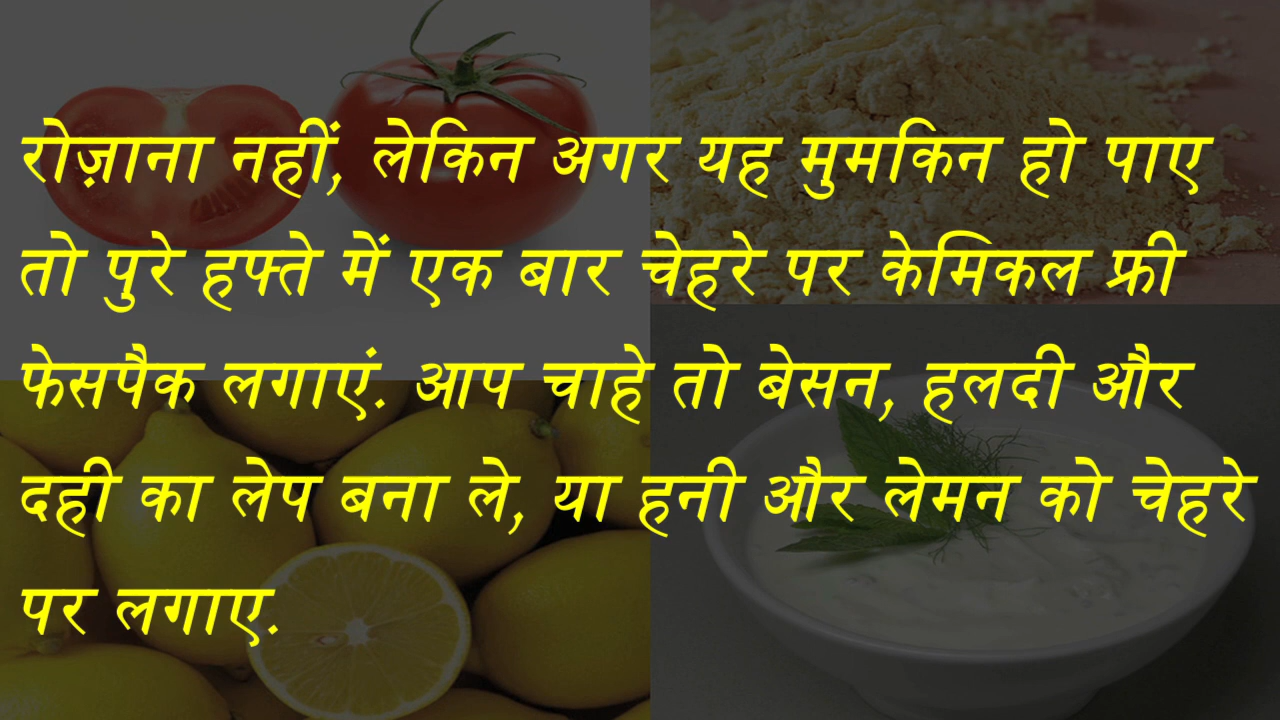 रोज़ाना नहीं, लेकिन अगर यह मुमकिन हो पाए
तो पुरे हफ्ते में एक बार चेहरे पर केमिकल फ्री
फेसपैक लगाएं. आप चाहे तो बेसन, हलदी और
दही का लेप बना ले, या हनी और लेमन को चेहरे
पर लगाए.